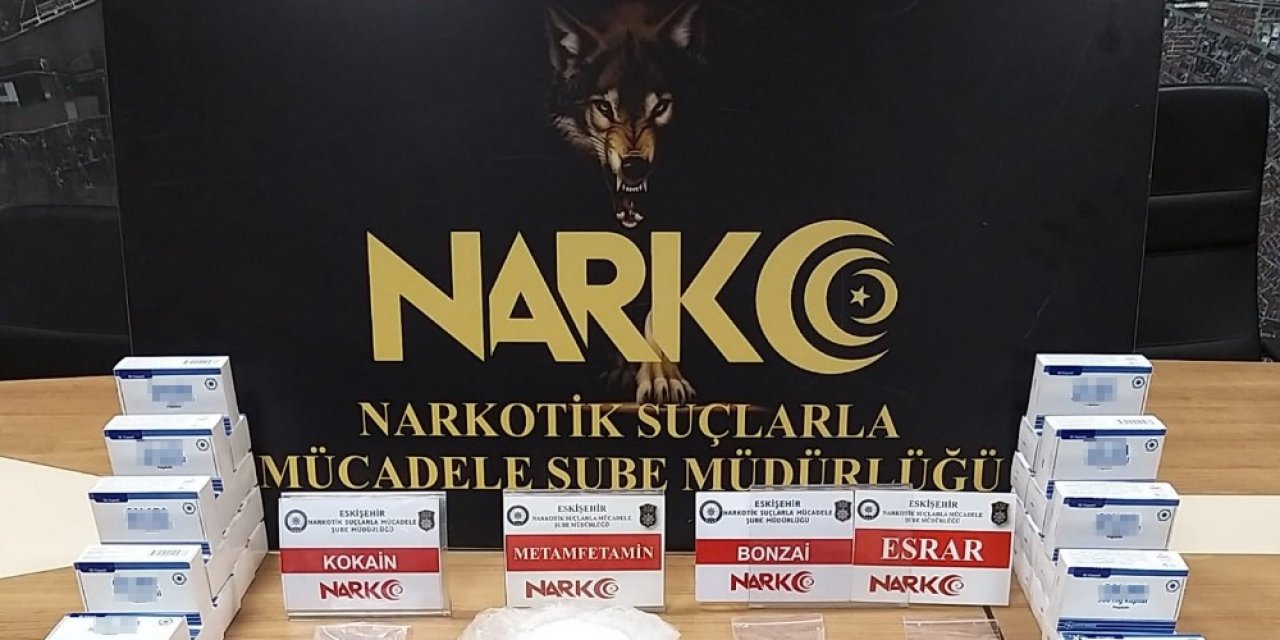 NARKO
NARKOTİK SUÇLARLA
MÜCADELE ŞUBE MÜDÜRLÜĞÜ
ESKİŞEHİR
NARKOTİK SUÇLARLA MÜCADELE
ŞUBE MÜDÜRLÜĞÜ
KOKAİN
NARKO
ESKİŞEHİR
NARKOTİK SUÇLARLA MÜCADELE
ŞUBE MÜDÜRLÜĞÜ
METAMFETAMİN
NARKO
ESKİŞEHİR
NARKOTİK SUÇLARLA MÜCADELE
ŞUBE MÜDÜRLÜĞÜ
BONZAİ
NARKO
ESKİŞEHİR
NARKOTİK SUÇLARLA MÜCADELE
ŞUBE MÜDÜRLÜĞÜ
ESRAR
NARKO